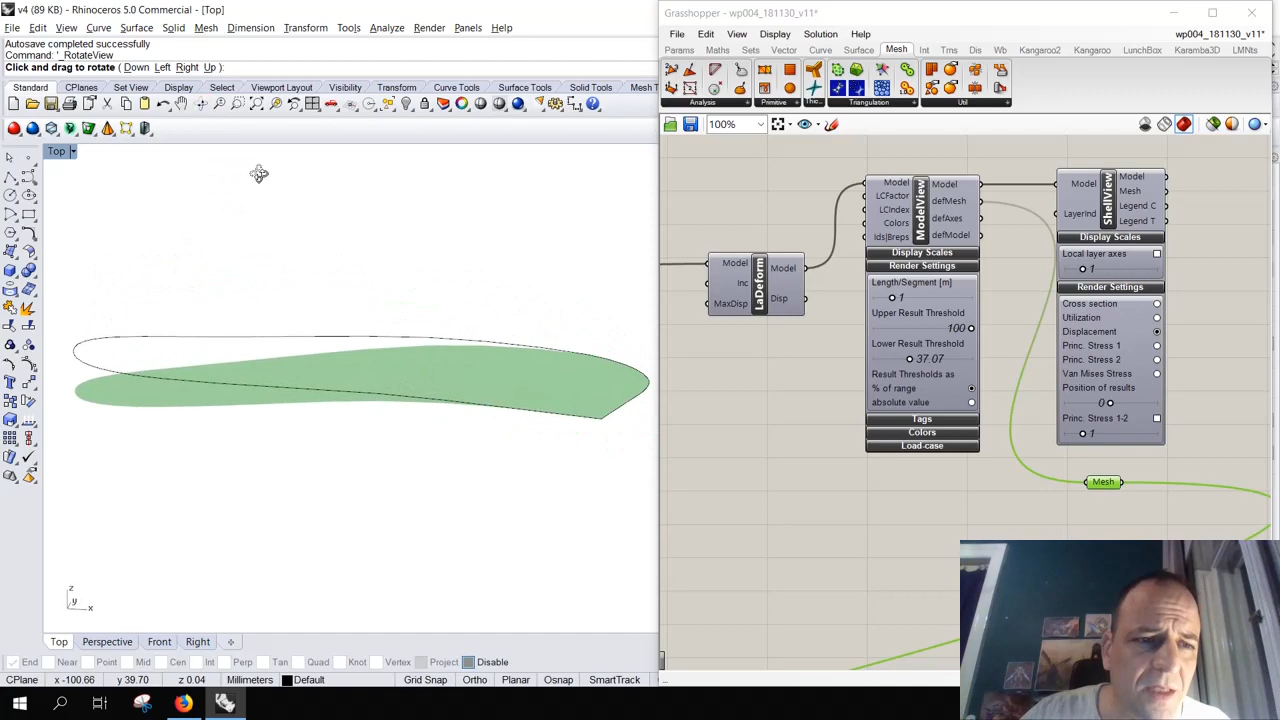 v4 (89 KB) - Rhinoceros 5.0 Commercial - [Top]
File Edit View Curve Surface Solid Mesh Dimension Transform Tools Analyze Render Panels Help
Autosave completed successfully
Command: '_RotateView
Click and drag to rotate ( Down Left Right Up ):
Standard CPlanes Set View Display Select Viewport Layout Visibility Transform Curve Tools Surface Tools Solid Tools Mesh T
Top
z
y
x
Top Perspective Front Right
End Near Point Mid Cen Int Perp Tan Quad Knot Vertex Project Disable
CPlane x -100.66 y 39.70 z 0.04 Millimeters Default Grid Snap Ortho Planar Osnap SmartTrack
Grasshopper - wp004_181130_v11*
File Edit View Display Solution Help wp004_181130_v11*
Params Maths Sets Vector Curve Surface Mesh Int Trns Dis Wb Kangaroo2 Kangaroo LunchBox Karamba3D LMNts
Analysis Primitive Thic... Triangulation Util
100%
Model
Inc
MaxDisp
LaDeform
Model
Disp
Model
LCFactor
LCIndex
Colors
Ids|Breps
ModelView
Model
defMesh
defAxes
defModel
Display Scales
Render Settings
Length/Segment [m]
1
Upper Result Threshold
100
Lower Result Threshold
37.07
Result Thresholds as
% of range
absolute value
Tags
Colors
Load-case
Model
LayerInd
ShellView
Model
Mesh
Legend C
Legend T
Display Scales
Local layer axes
1
Render Settings
Cross section
Utilization
Displacement
Princ. Stress 1
Princ. Stress 2
Van Mises Stress
Position of results
0
Princ. Stress 1-2
1
Mesh